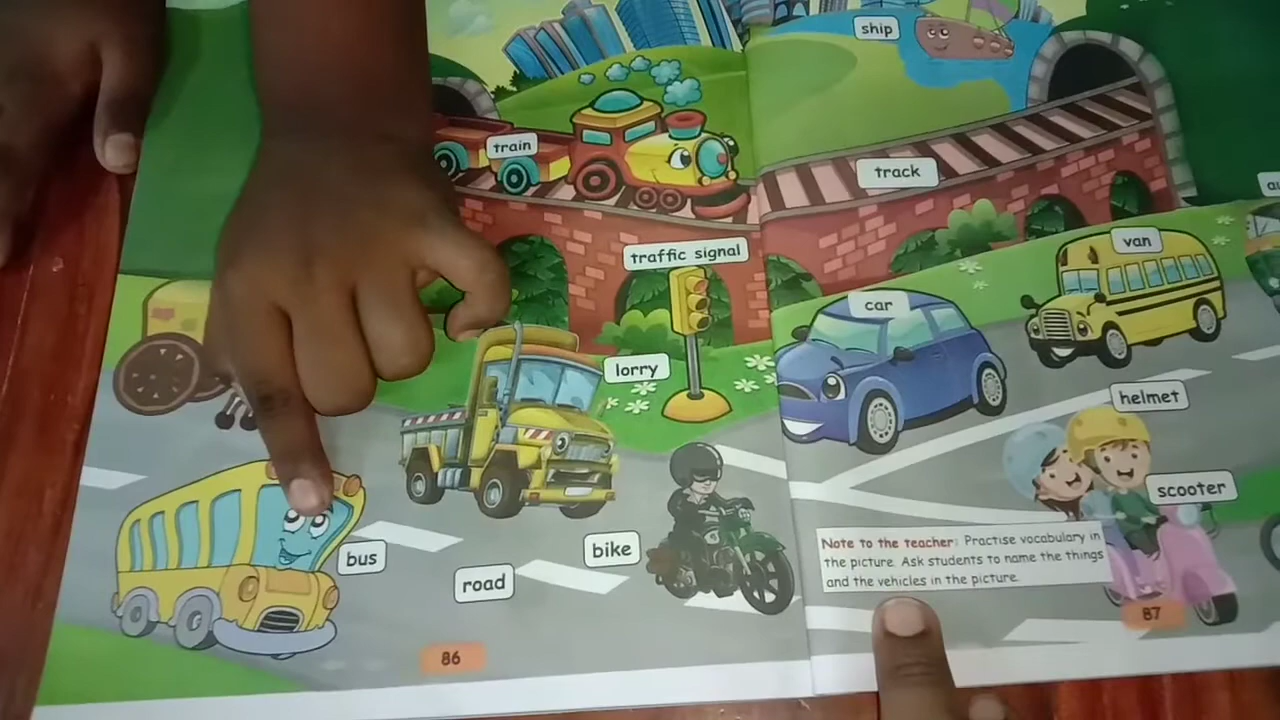 ship
train
track
traffic signal
van
car
lorry
helmet
scooter
bus
bike
road
Note to the teacher: Practise vocabulary in
the picture. Ask students to name the things
and the vehicles in the picture.
86
87